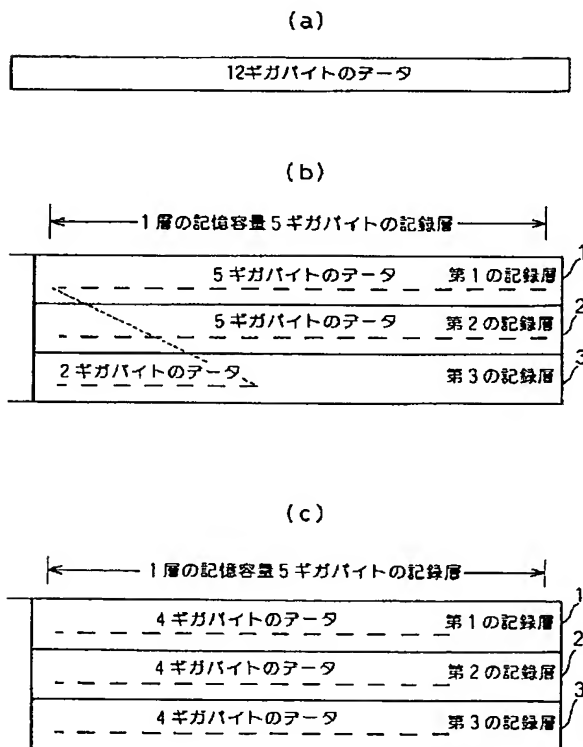 (a)
12ギガバイトのデータ
(b)
1層の記憶容量5ギガバイトの記録層
5ギガバイトのデータ 第1の記録層 1
5ギガバイトのデータ 第2の記録層 2
2ギガバイトのデータ 第3の記録層 3
(c)
1層の記憶容量5ギガバイトの記録層
4ギガバイトのデータ 第1の記録層 1
4ギガバイトのデータ 第2の記録層 2
4ギガバイトのデータ 第3の記録層 3